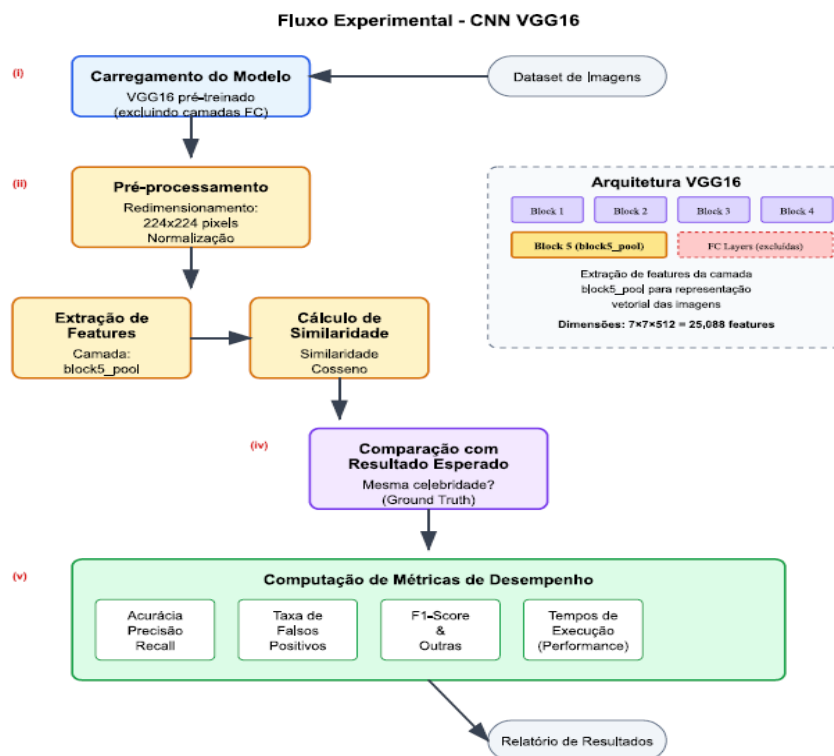 Fluxo Experimental - CNN VGG16
(i)
Carregamento do Modelo
VGG16 pré-treinado
(excluindo camadas FC)
Dataset de Imagens
(ii)
Pré-processamento
Redimensionamento:
224x224 pixels
Normalização
Arquitetura VGG16
Block 1
Block 2
Block 3
Block 4
Block 5 (block5_pool)
FC Layers (excluídas)
Extração de features da camada
block5_pool para representação
vetorial das imagens
Dimensões: 7×7×512 = 25,088 features
Extração de
Features
Camada:
block5_pool
Cálculo de
Similaridade
Similaridade
Cosseno
(iv)
Comparação com
Resultado Esperado
Mesma celebridade?
(Ground Truth)
(v)
Computação de Métricas de Desempenho
Acurácia
Precisão
Recall
Taxa de
Falsos
Positivos
F1-Score
&
Outras
Tempos de
Execução
(Performance)
Relatório de Resultados